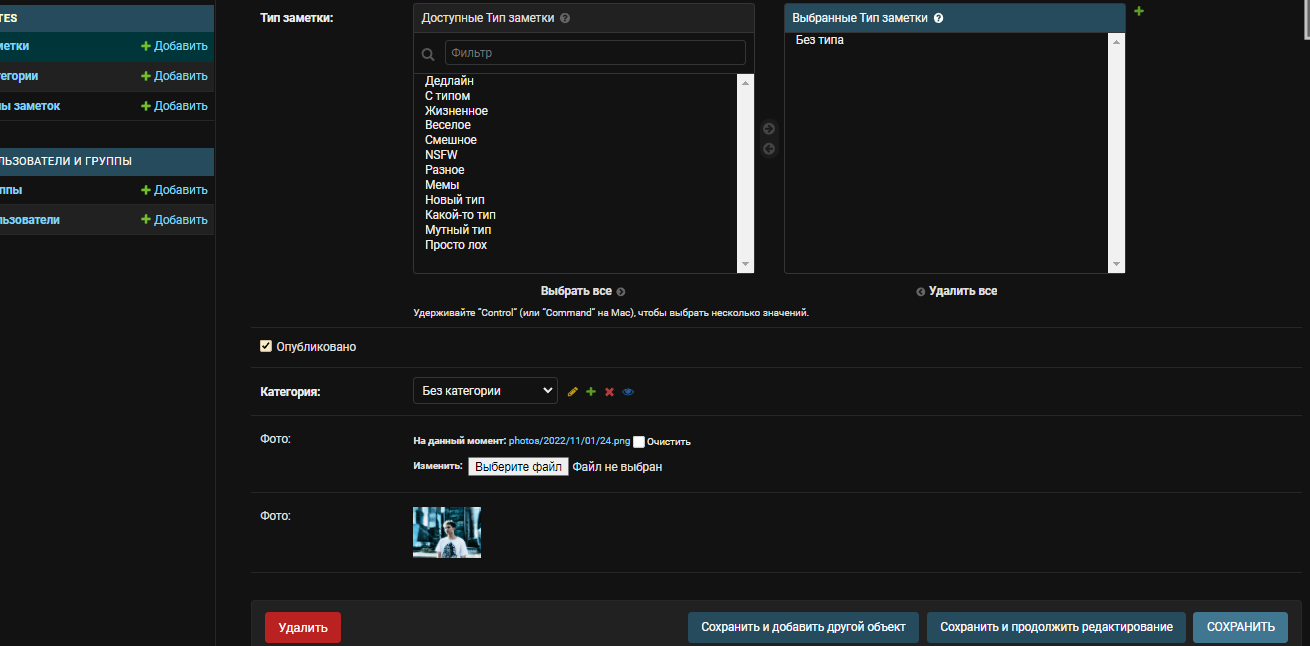 TES
метки
Добавить
егории
Добавить
ы заметок
Добавить
ЛЬЗОВАТЕЛИ И ГРУППЫ
ппы
Добавить
льзователи
Добавить
Тип заметки:
Доступные Тип заметки
Фильтр
Дедлайн
С типом
Жизненное
Веселое
Смешное
NSFW
Разное
Мемы
Новый тип
Какой-то тип
Мутный тип
Просто лох
Выбрать все
Выбранные Тип заметки
Без типа
Удалить все
Удерживайте "Control" (или "Command" на Mac), чтобы выбрать несколько значений.
Опубликовано
Категория:
Без категории
Фото:
На данный момент: photos/2022/11/01/24.png Очистить
Изменить: Выберите файл Файл не выбран
Фото:
Удалить
Сохранить и добавить другой объект
Сохранить и продолжить редактирование
СОХРАНИТЬ